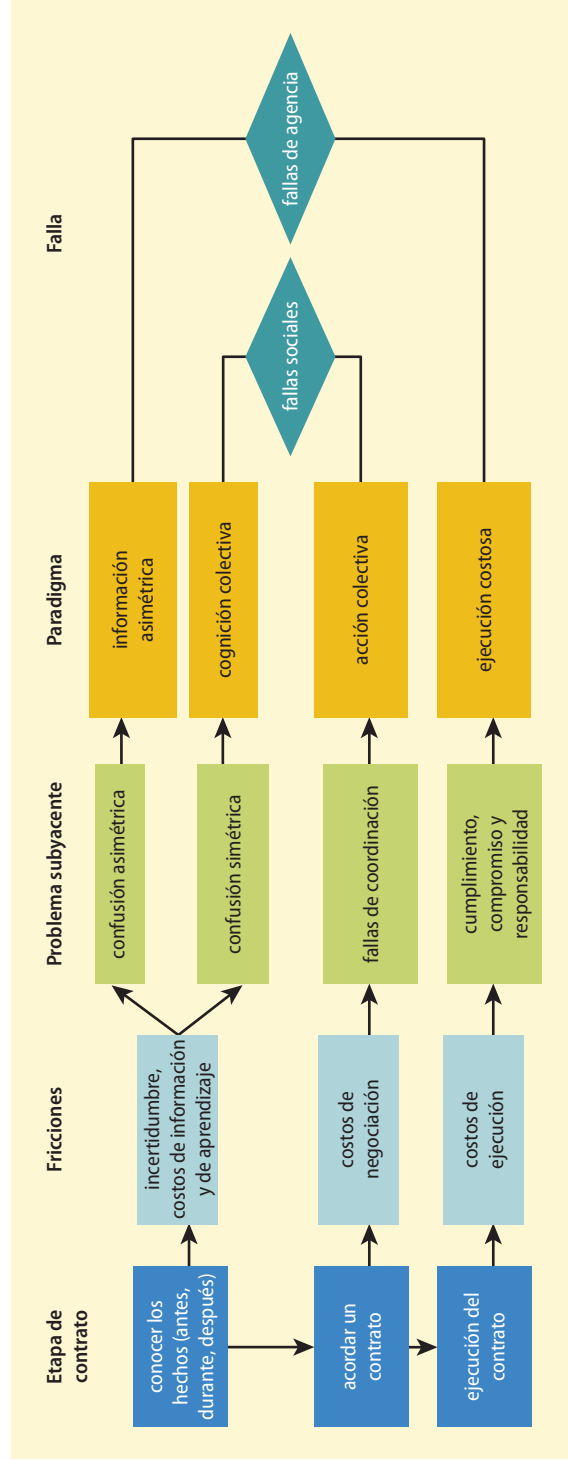 Etapa de
contrato
Fricciones
Problema subyacente
Paradigma
Falla
conocer los
hechos (antes,
durante, después)
incertidumbre,
costos de información
y de aprendizaje
confusión asimétrica
información
asimétrica
confusión simétrica
cognición colectiva
acordar un
contrato
costos de
negociación
fallas de coordinación
acción colectiva
ejecución del
contrato
costos de
ejecución
cumplimiento,
compromiso y
responsabilidad
ejecución costosa
fallas sociales
fallas de agencia